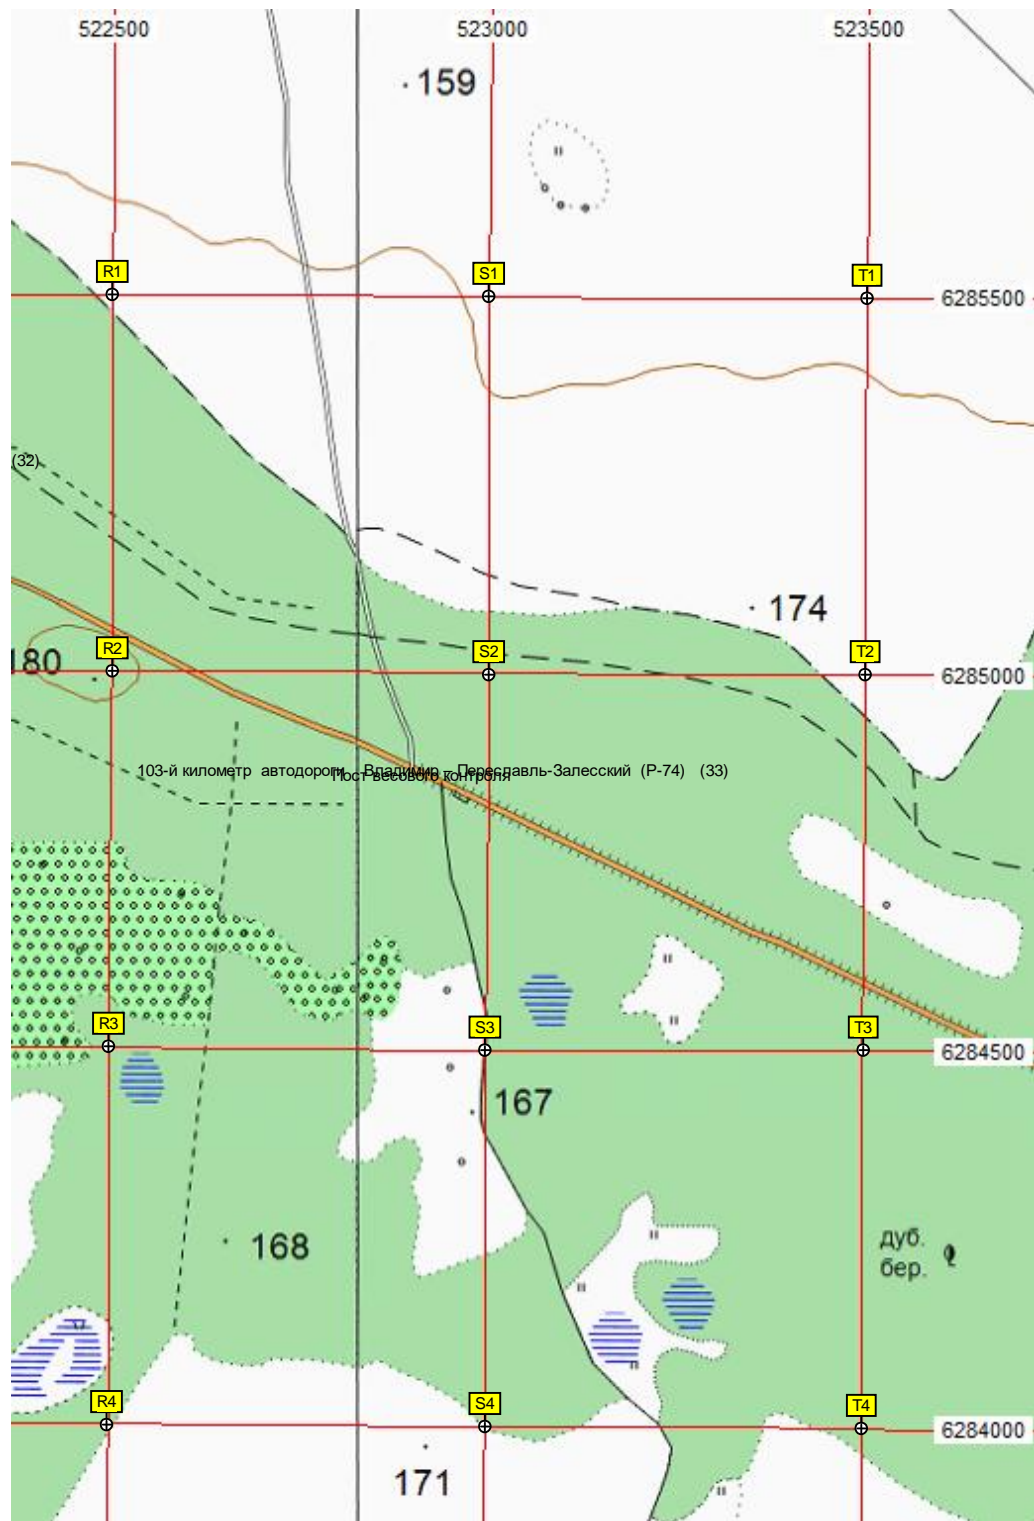 522500 523000 523500
159
R1 S1 T1
6285500
(32)
174
R2 S2 T2
180 6285000
103-й километр автодороги Владимир - Переславль-Залесский (Р-74) (33)
Пост весового контроля
R3 S3 T3
6284500
167
168
дуб.
бер.
R4 S4 T4
6284000
171